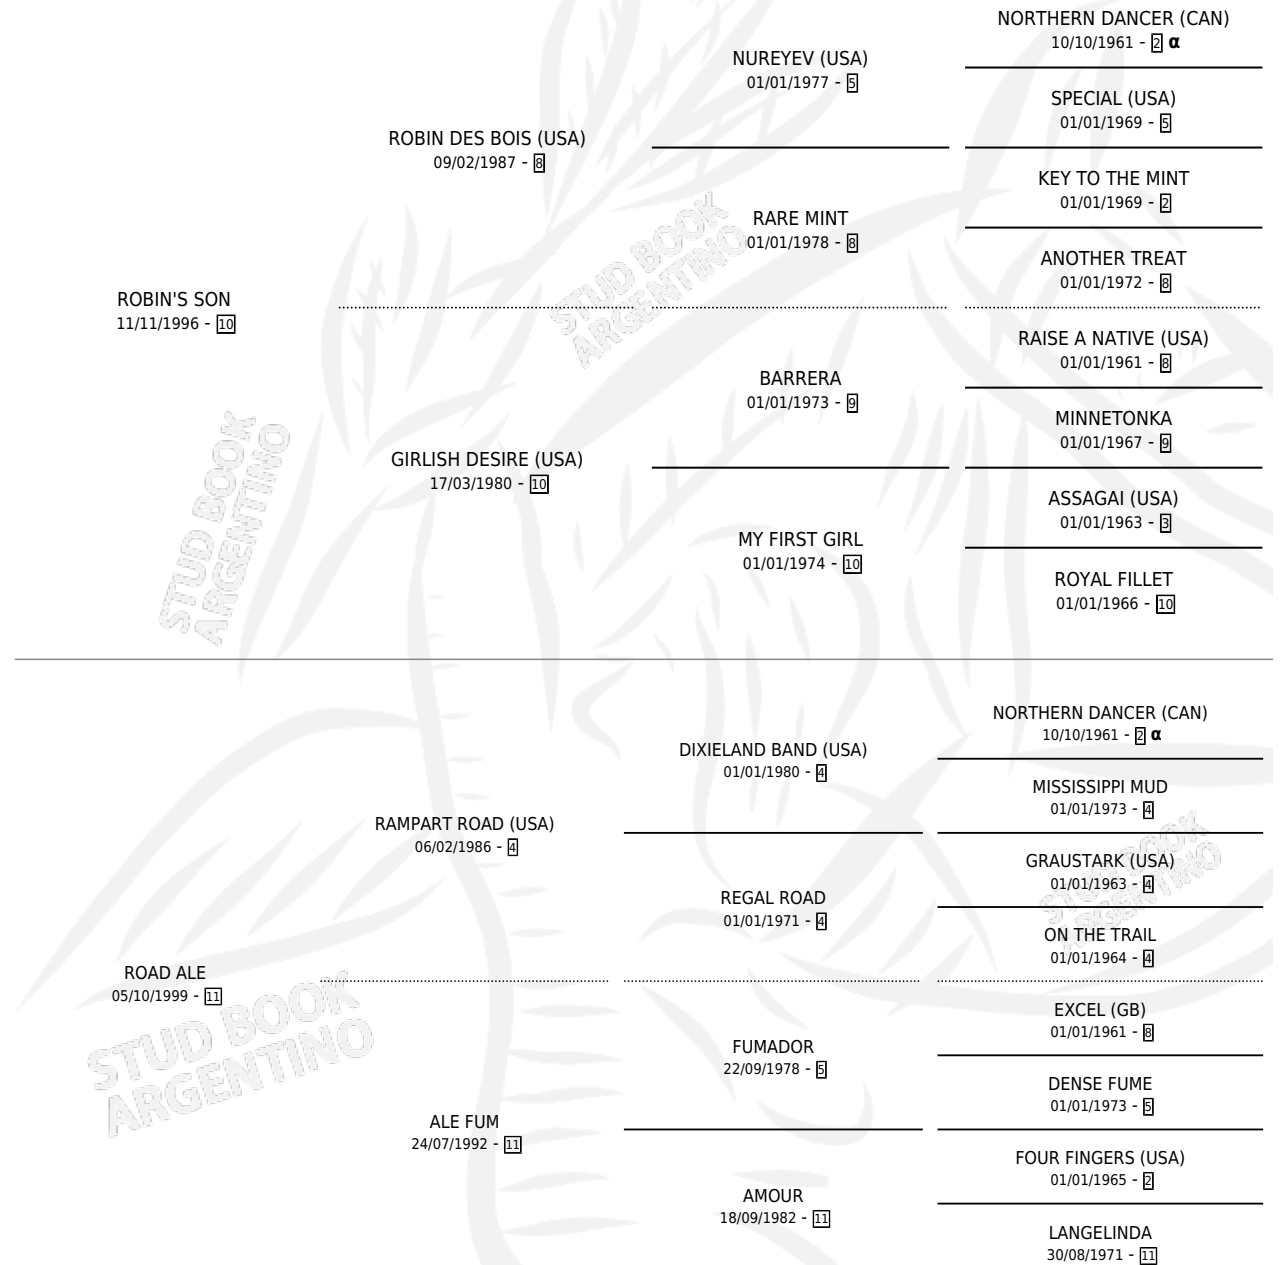 NORTHERN DANCER (CAN)
10/10/1961 - 2 α
NUREYEV (USA)
01/01/1977 - 5
SPECIAL (USA)
01/01/1969 - 5
ROBIN DES BOIS (USA)
09/02/1987 - 8
KEY TO THE MINT
01/01/1969 - 2
RARE MINT
01/01/1978 - 8
ANOTHER TREAT
01/01/1972 - 8
STUD BOOK
ARGENTINO
ROBIN'S SON
11/11/1996 - 10
RAISE A NATIVE (USA)
01/01/1961 - 8
BARRERA
01/01/1973 - 9
MINNETONKA
01/01/1967 - 9
GIRLISH DESIRE (USA)
17/03/1980 - 10
ASSAGAI (USA)
01/01/1963 - 3
MY FIRST GIRL
01/01/1974 - 10
ROYAL FILLET
01/01/1966 - 10
STUD BOOK
ARGENTINO
NORTHERN DANCER (CAN)
10/10/1961 - 2 α
DIXIELAND BAND (USA)
01/01/1980 - 4
MISSISSIPPI MUD
01/01/1973 - 4
RAMPART ROAD (USA)
06/02/1986 - 4
GRAUSTARK (USA)
01/01/1963 - 4
REGAL ROAD
01/01/1971 - 4
ON THE TRAIL
01/01/1964 - 4
STUD BOOK
ARGENTINO
ROAD ALE
05/10/1999 - 11
EXCEL (GB)
01/01/1961 - 8
FUMADOR
22/09/1978 - 5
DENSE FUME
01/01/1973 - 5
STUD BOOK
ARGENTINO
ALE FUM
24/07/1992 - 11
FOUR FINGERS (USA)
01/01/1965 - 2
AMOUR
18/09/1982 - 11
LANGELINDA
30/08/1971 - 11